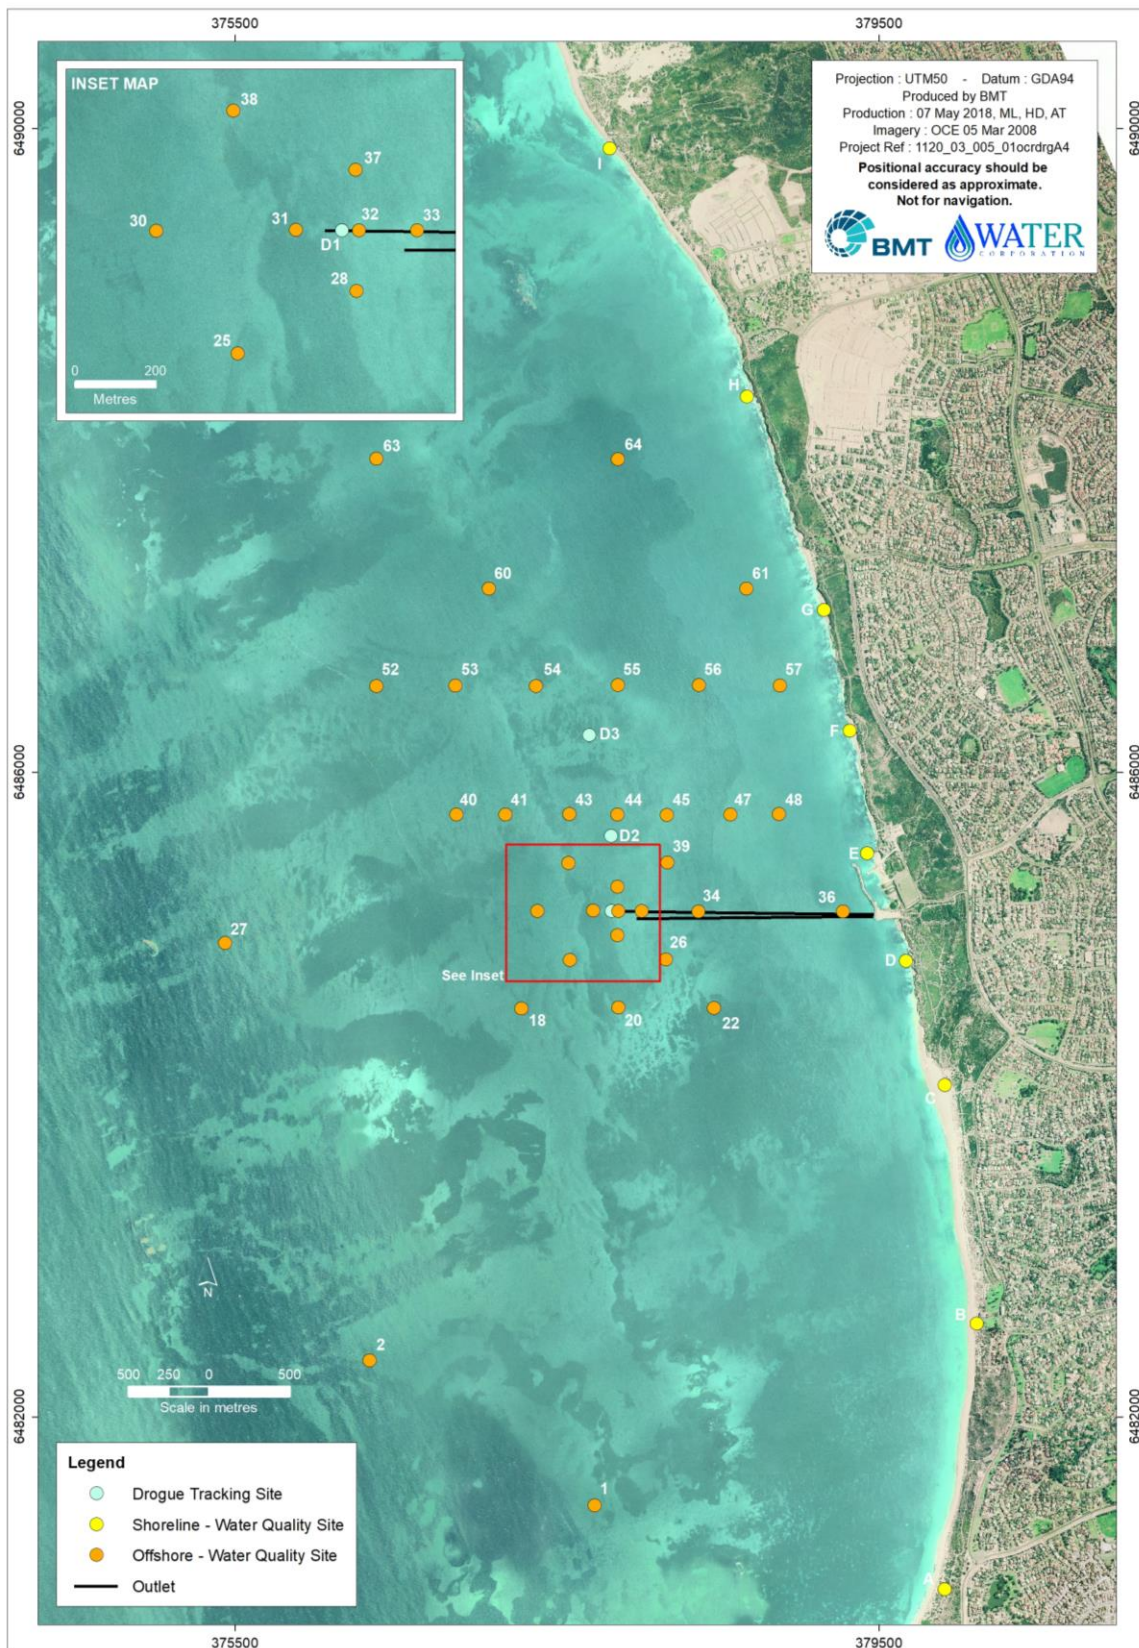 375500
379500
INSET MAP
38
37
30
31
32
33
D1
28
25
0
200
Metres
Projection : UTM50 - Datum : GDA94
Produced by BMT
Production : 07 May 2018, ML, HD, AT
Imagery : OCE 05 Mar 2008
Project Ref : 1120_03_005_01ocrdrgA4
Positional accuracy should be
considered as approximate.
Not for navigation.
BMT
WATER
CORPORATION
6490000
6490000
I
H
63
64
60
61
G
52
53
54
55
56
57
D3
F
6486000
6486000
40
41
43
44
45
47
48
D2
E
39
34
36
27
26
D
See Inset
18
20
22
C
N
B
2
500 250 0 500
Scale in metres
6482000
6482000
Legend
Drogue Tracking Site
Shoreline - Water Quality Site
Offshore - Water Quality Site
Outlet
1
A
375500
379500